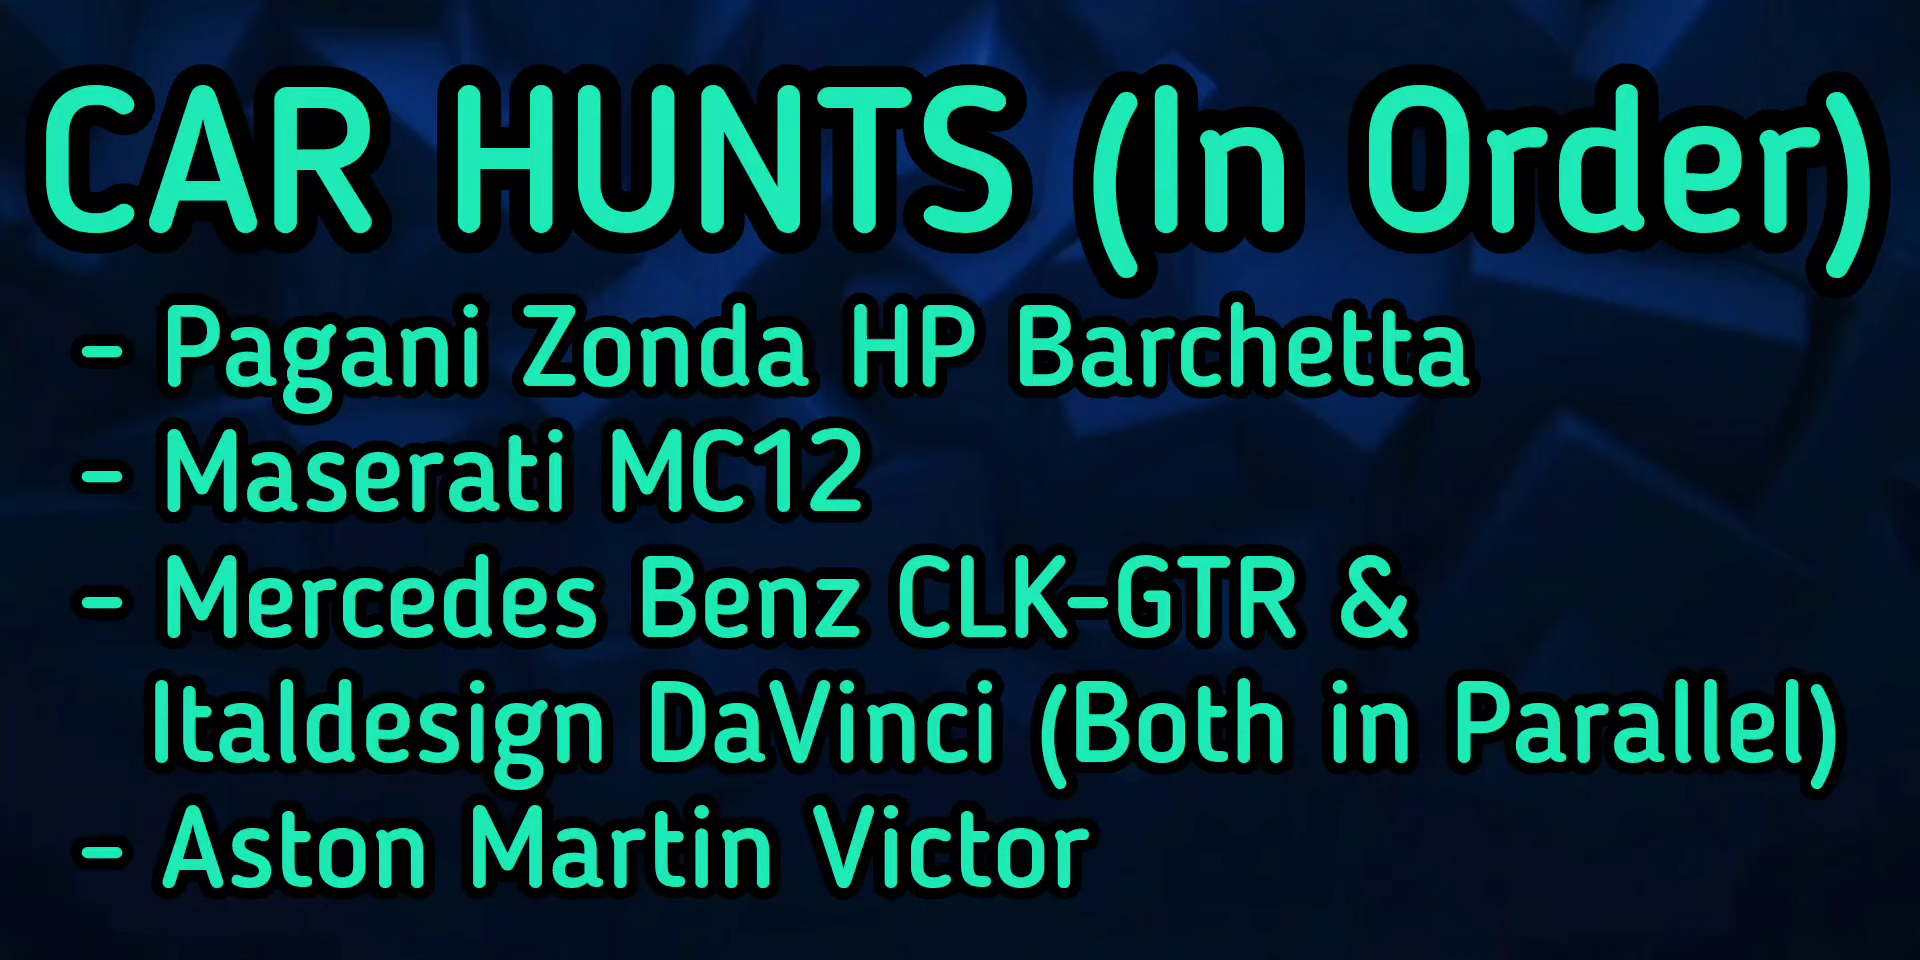 CAR HUNTS (In Order)
- Pagani Zonda HP Barchetta
- Maserati MC12
- Mercedes Benz CLK-GTR &
Italdesign DaVinci (Both in Parallel)
- Aston Martin Victor